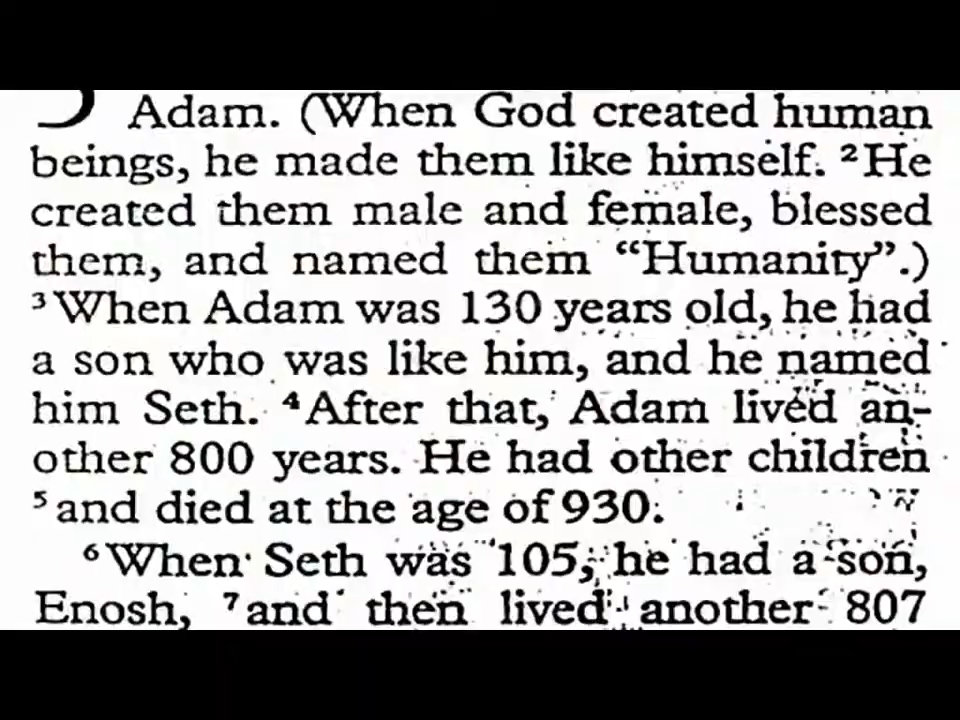 Adam. (When God created human
beings, he made them like himself. ²He
created them male and female, blessed
them, and named them “Humanity”.)
³When Adam was 130 years old, he had
a son who was like him, and he named
him Seth. ⁴After that, Adam lived an-
other 800 years. He had other children
⁵and died at the age of 930.
⁶When Seth was 105, he had a son,
Enosh, ⁷and then lived another 807